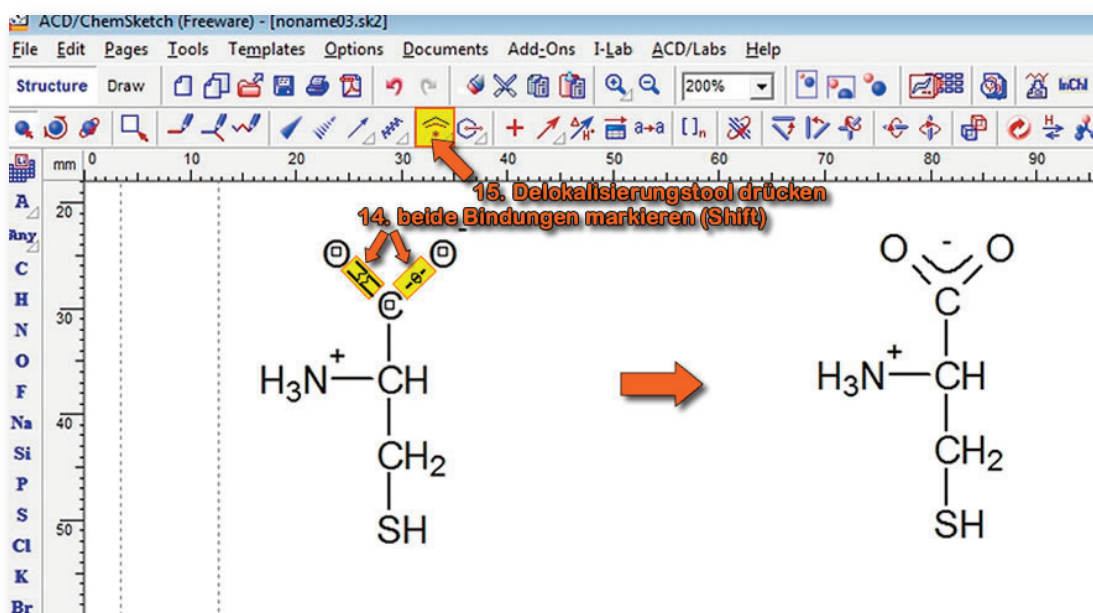 ACD/ChemSketch (Freeware) - [noname03.sk2]
File Edit Pages Tools Templates Options Documents Add-Ons I-Lab ACD/Labs Help
Structure Draw 200% InChI
a→a []n H
mm 0 10 20 30 40 50 60 70 80 90
15. Delokalisierungstool drücken
14. beide Bindungen markieren (Shift)
A 20
Any
C
H
N 30
O
F
Na 40
Si
P
S 50
Cl
K
Br
O O -
C
H3N + CH
CH2
SH
O - O
C
H3N + CH
CH2
SH